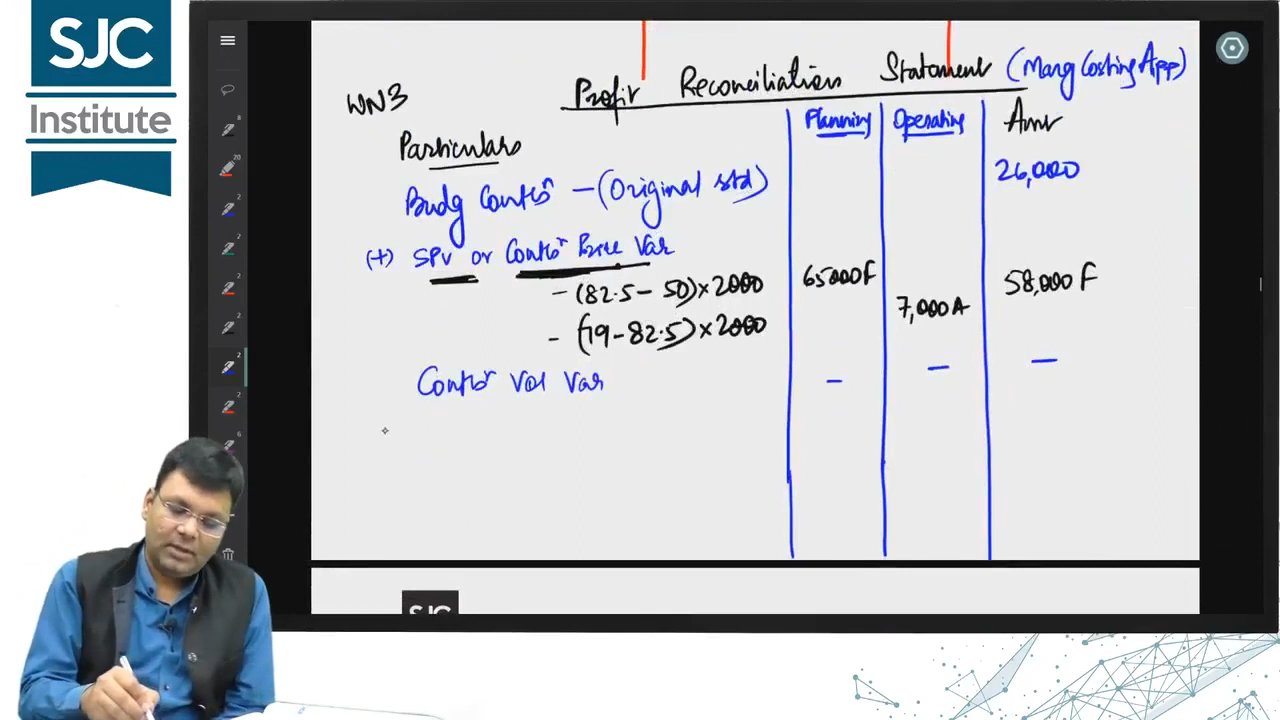 SJC
Institute
WN3
Profit Reconciliation Statement (Marg Costing App)
Particulars
Planning
Operating
Amt
Budg Contbn – (Original std)
26,000
(+) SPV or Contbn Price Var
– (82.5 – 50) × 2000
65000F
58,000 F
– (79 – 82.5) × 2000
7,000 A
Contbn Vol Var
–
–
–
SJC